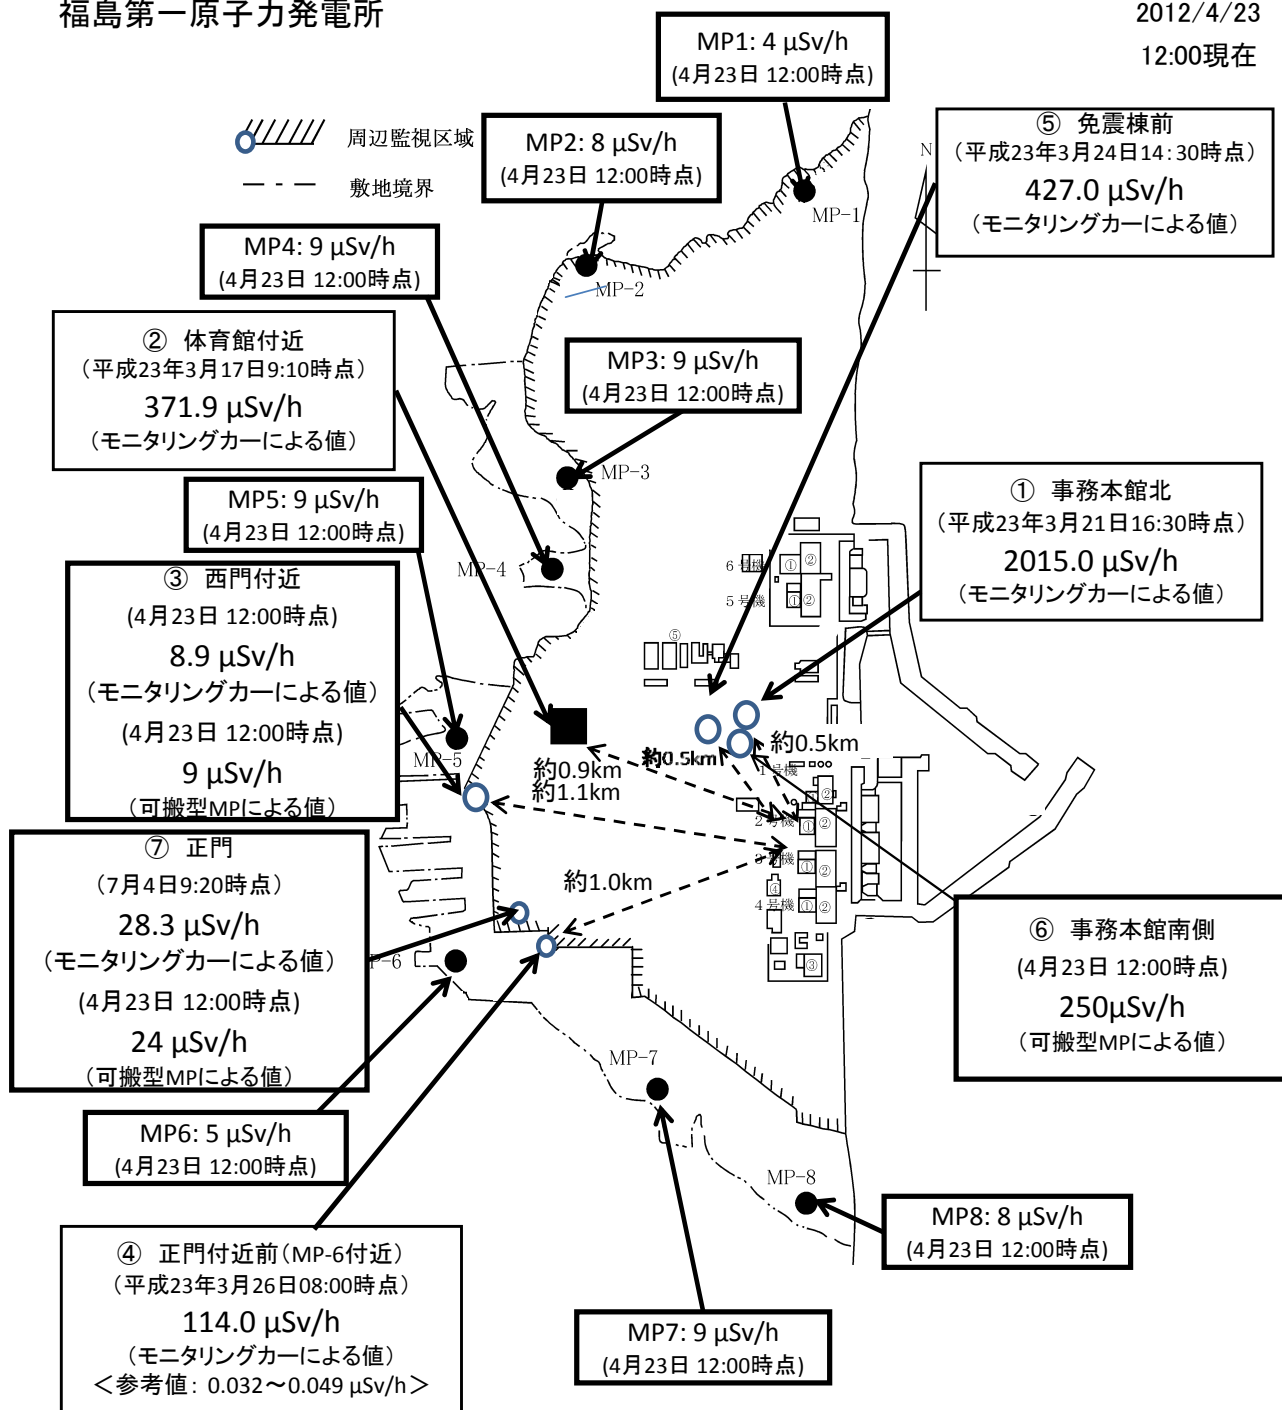 福島第一原子力発電所
2012/4/23
12:00現在
周辺監視区域
敷地境界
MP1: 4 μSv/h
(4月23日 12:00時点)
MP2: 8 μSv/h
(4月23日 12:00時点)
⑤ 免震棟前
(平成23年3月24日14:30時点)
427.0 μSv/h
(モニタリングカーによる値)
N
MP-1
MP4: 9 μSv/h
(4月23日 12:00時点)
MP-2
② 体育館付近
(平成23年3月17日9:10時点)
371.9 μSv/h
(モニタリングカーによる値)
MP3: 9 μSv/h
(4月23日 12:00時点)
MP-3
MP5: 9 μSv/h
(4月23日 12:00時点)
① 事務本館北
(平成23年3月21日16:30時点)
2015.0 μSv/h
(モニタリングカーによる値)
MP-4
6号機
① ②
5号機
① ②
⑤
③ 西門付近
(4月23日 12:00時点)
8.9 μSv/h
(モニタリングカーによる値)
(4月23日 12:00時点)
9 μSv/h
(可搬型MPによる値)
MP-5
約0.9km
約1.1km
約0.5km
約0.5km
1号機
②
2号機
① ②
3号機
① ②
④
4号機
① ②
③
約1.0km
⑦ 正門
(7月4日9:20時点)
28.3 μSv/h
(モニタリングカーによる値)
(4月23日 12:00時点)
24 μSv/h
(可搬型MPによる値)
P-6
⑥ 事務本館南側
(4月23日 12:00時点)
250μSv/h
(可搬型MPによる値)
MP-7
MP6: 5 μSv/h
(4月23日 12:00時点)
MP-8
MP8: 8 μSv/h
(4月23日 12:00時点)
④ 正門付近前(MP-6付近)
(平成23年3月26日08:00時点)
114.0 μSv/h
(モニタリングカーによる値)
<参考値: 0.032～0.049 μSv/h>
MP7: 9 μSv/h
(4月23日 12:00時点)